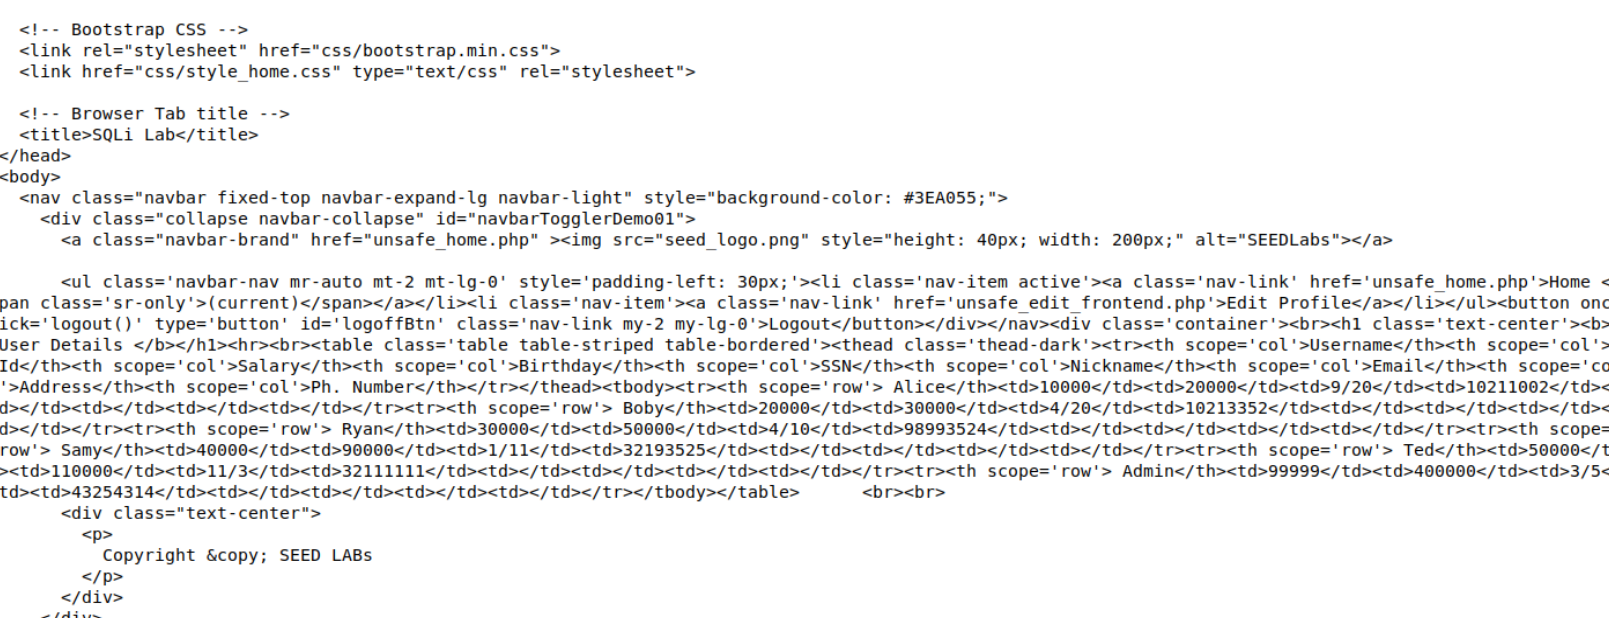 <!-- Bootstrap CSS -->
<link rel="stylesheet" href="css/bootstrap.min.css">
<link href="css/style_home.css" type="text/css" rel="stylesheet">
<!-- Browser Tab title -->
<title>SQLi Lab</title>
</head>
<body>
<nav class="navbar fixed-top navbar-expand-lg navbar-light" style="background-color: #3EA055;">
<div class="collapse navbar-collapse" id="navbarTogglerDemo01">
<a class="navbar-brand" href="unsafe_home.php" ><img src="seed_logo.png" style="height: 40px; width: 200px;" alt="SEEDLabs"></a>
<ul class='navbar-nav mr-auto mt-2 mt-lg-0' style='padding-left: 30px;'><li class='nav-item active'><a class='nav-link' href='unsafe_home.php'>Home <
pan class='sr-only'>(current)</span></a></li><li class='nav-item'><a class='nav-link' href='unsafe_edit_frontend.php'>Edit Profile</a></li></ul><button onc
ick='logout()' type='button' id='logoffBtn' class='nav-link my-2 my-lg-0'>Logout</button></div></nav><div class='container'><br><h1 class='text-center'><b>
User Details </b></h1><hr><br><table class='table table-striped table-bordered'><thead class='thead-dark'><tr><th scope='col'>Username</th><th scope='col'>
Id</th><th scope='col'>Salary</th><th scope='col'>Birthday</th><th scope='col'>SSN</th><th scope='col'>Nickname</th><th scope='col'>Email</th><th scope='co
'>Address</th><th scope='col'>Ph. Number</th></tr></thead><tbody><tr><th scope='row'> Alice</th><td>10000</td><td>20000</td><td>9/20</td><td>10211002</td><
d></td><td></td><td></td><td></td></tr><tr><th scope='row'> Boby</th><td>20000</td><td>30000</td><td>4/20</td><td>10213352</td><td></td><td></td><td></td><
d></td></tr><tr><th scope='row'> Ryan</th><td>30000</td><td>50000</td><td>4/10</td><td>98993524</td><td></td><td></td><td></td><td></td></tr><tr><th scope=
row'> Samy</th><td>40000</td><td>90000</td><td>1/11</td><td>32193525</td><td></td><td></td><td></td><td></td></tr><tr><th scope='row'> Ted</th><td>50000</t
><td>110000</td><td>11/3</td><td>32111111</td><td></td><td></td><td></td><td></td></tr><tr><th scope='row'> Admin</th><td>99999</td><td>400000</td><td>3/5<
td><td>43254314</td><td></td><td></td><td></td><td></td></tr></tbody></table>      <br><br>
<div class="text-center">
<p>
Copyright &copy; SEED LABs
</p>
</div>
</div>